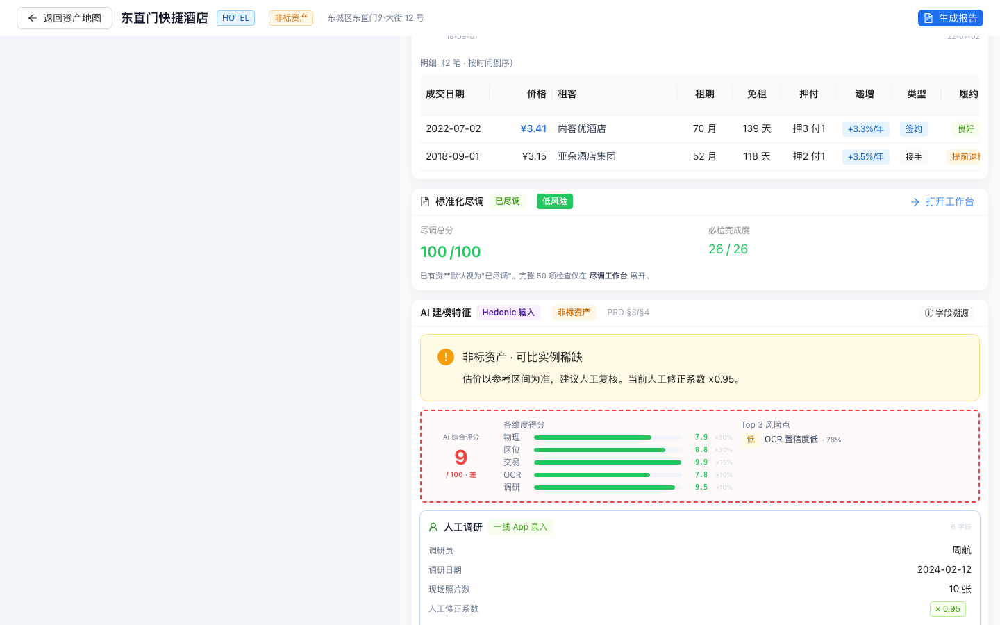 返回资产地图
东直门快捷酒店
HOTEL
非标资产
东城区东直门外大街 12 号
生成报告
18-09-01
22-07-02
明细（2 笔 · 按时间倒序）
成交日期 价格 租客 租期 免租 押付 递增 类型 履约
2022-07-02 ¥3.41 尚客优酒店 70 月 139 天 押3 付1 +3.3%/年 签约 良好
2018-09-01 ¥3.15 亚朵酒店集团 52 月 118 天 押2 付1 +3.5%/年 接手 提前退租
标准化尽调 已尽调 低风险
打开工作台
尽调总分
100 /100
必检完成度
26 / 26
已有资产默认视为"已尽调"。完整 50 项检查仅在 尽调工作台 展开。
AI 建模特征 Hedonic 输入 非标资产 PRD §3/§4
字段溯源
非标资产 · 可比实例稀缺
估价以参考区间为准，建议人工复核。当前人工修正系数 ×0.95。
AI 综合评分
9
/ 100 · 差
各维度得分
物理 7.9 ×30%
区位 8.8 ×30%
交易 9.9 ×15%
OCR 7.8 ×10%
调研 9.5 ×10%
Top 3 风险点
低 OCR 置信度低 · 78%
人工调研 一线 App 录入
6 字段
调研员 周航
调研日期 2024-02-12
现场照片数 10 张
人工修正系数 × 0.95